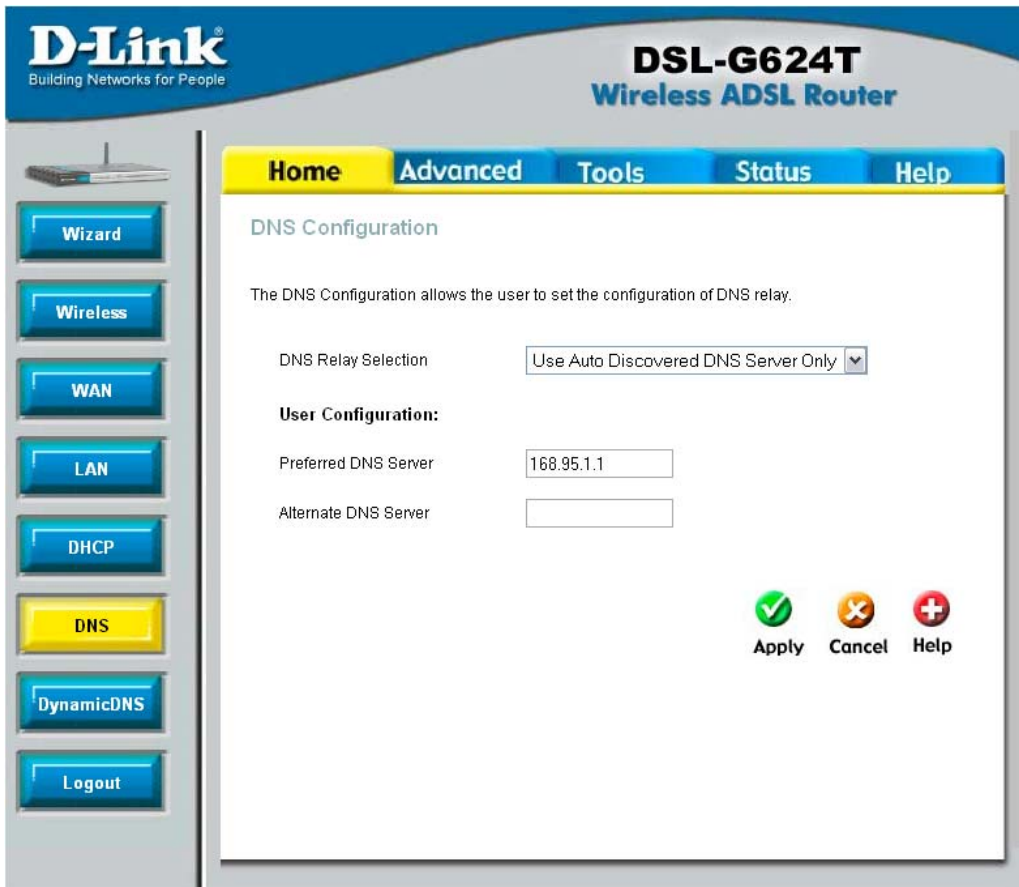 D-Link
Building Networks for People
DSL-G624T
Wireless ADSL Router
Home Advanced Tools Status Help
Wizard
Wireless
WAN
LAN
DHCP
DNS
DynamicDNS
Logout
DNS Configuration
The DNS Configuration allows the user to set the configuration of DNS relay.
DNS Relay Selection Use Auto Discovered DNS Server Only
User Configuration:
Preferred DNS Server 168.95.1.1
Alternate DNS Server
Apply Cancel Help